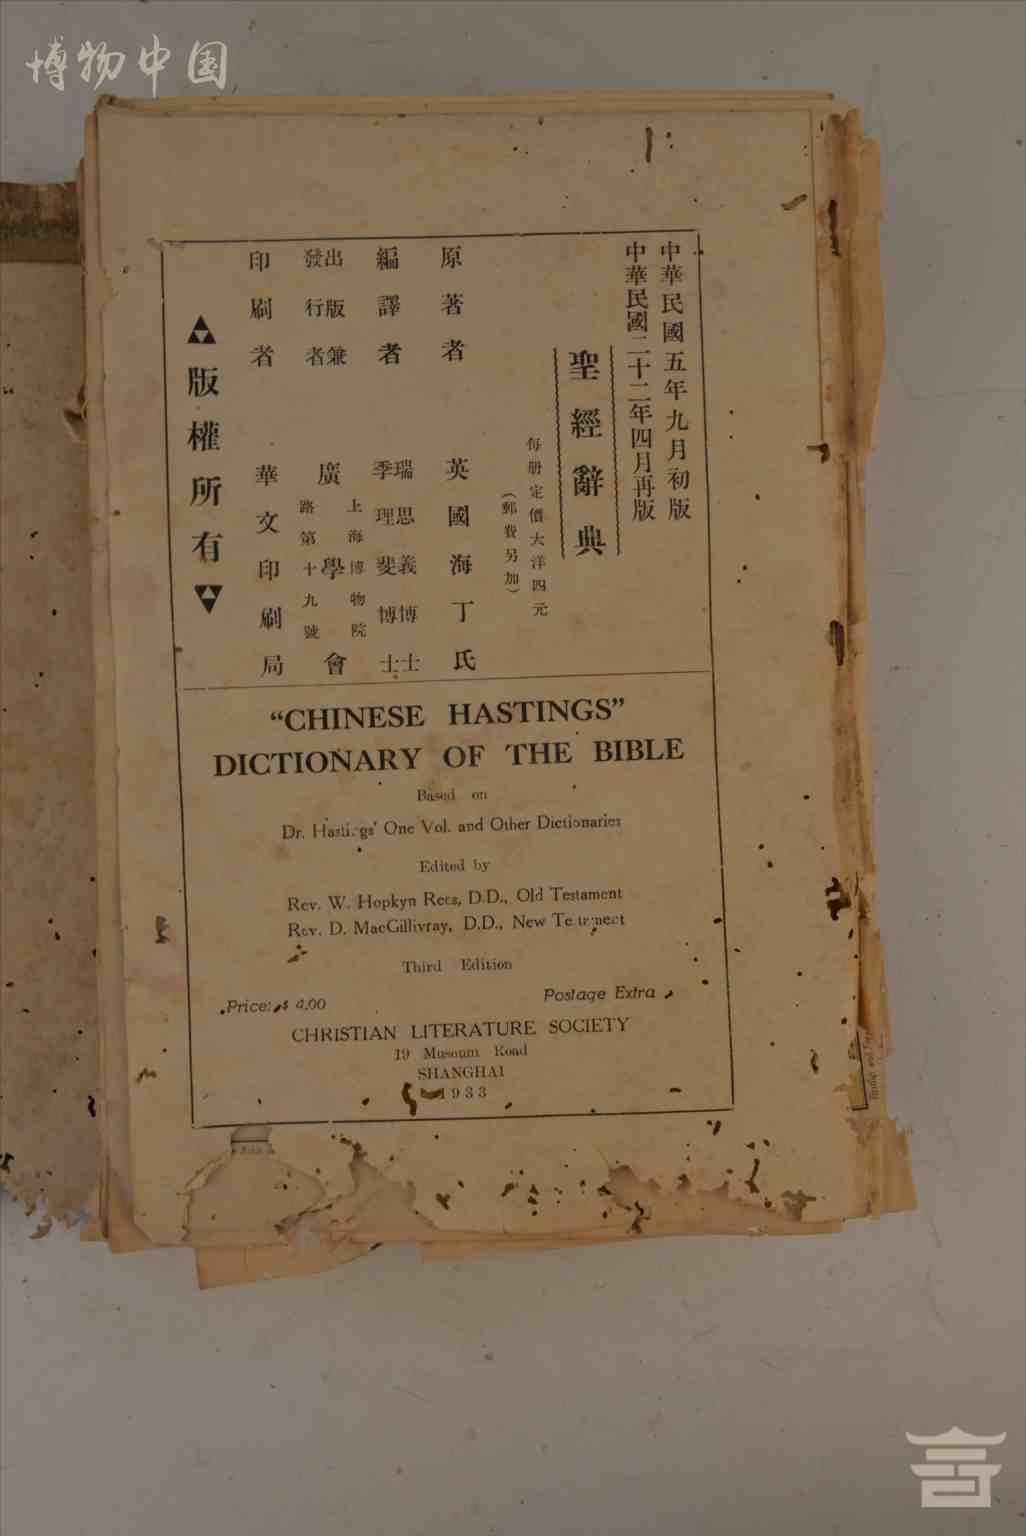 博物中国
中華民國五年九月初版
中華民國二十二年四月再版
聖經辭典
每册定價大洋四元
(郵費另加)
原著者 英國海丁氏
編譯者 瑞思義博士
季理斐博士
出版兼發行者 廣學會
上海博物院路第十九號
印刷者 華文印刷局
版權所有
"CHINESE HASTINGS"
DICTIONARY OF THE BIBLE
Based on
Dr. Hastings' One Vol. and Other Dictionaries
Edited by
Rev. W. Hopkyn Rees, D.D., Old Testament
Rev. D. MacGillivray, D.D., New Testament
Third Edition
Price: $ 4.00 Postage Extra
CHRISTIAN LITERATURE SOCIETY
19 Museum Road
SHANGHAI
1933